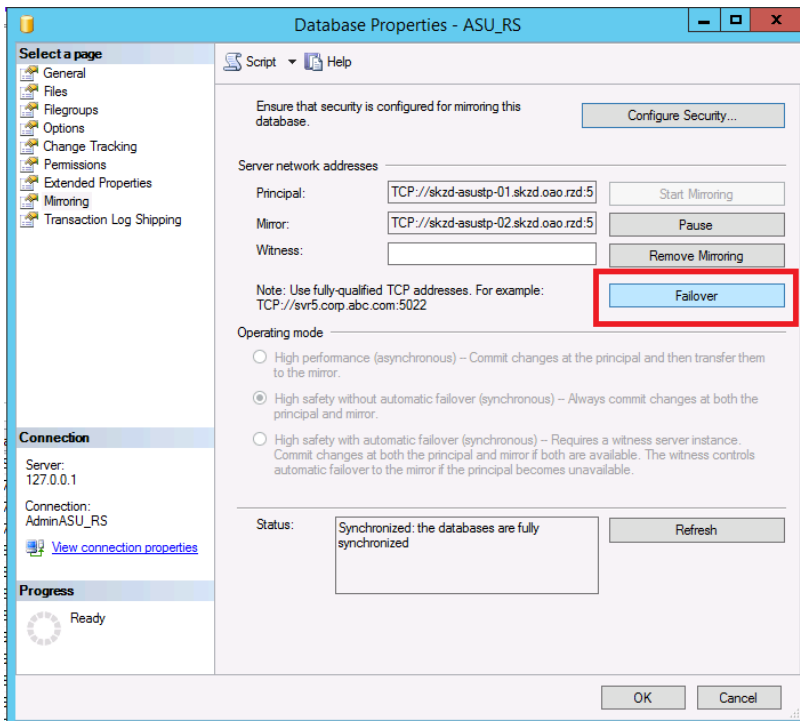 Database Properties - ASU_RS
Select a page
General
Files
Filegroups
Options
Change Tracking
Permissions
Extended Properties
Mirroring
Transaction Log Shipping
Script
Help
Ensure that security is configured for mirroring this
database.
Configure Security...
Server network addresses
Principal:
TCP://skzd-asustp-01.skzd.oao.rzd:5
Start Mirroring
Mirror:
TCP://skzd-asustp-02.skzd.oao.rzd:5
Pause
Witness:
Remove Mirroring
Note: Use fully-qualified TCP addresses. For example:
TCP://svr5.corp.abc.com:5022
Failover
Operating mode
High performance (asynchronous) – Commit changes at the principal and then transfer them
to the mirror.
High safety without automatic failover (synchronous) – Always commit changes at both the
principal and mirror.
High safety with automatic failover (synchronous) – Requires a witness server instance.
Commit changes at both the principal and mirror if both are available. The witness controls
automatic failover to the mirror if the principal becomes unavailable.
Connection
Server:
127.0.0.1
Connection:
AdminASU_RS
View connection properties
Status:
Synchronized: the databases are fully
synchronized
Refresh
Progress
Ready
OK
Cancel